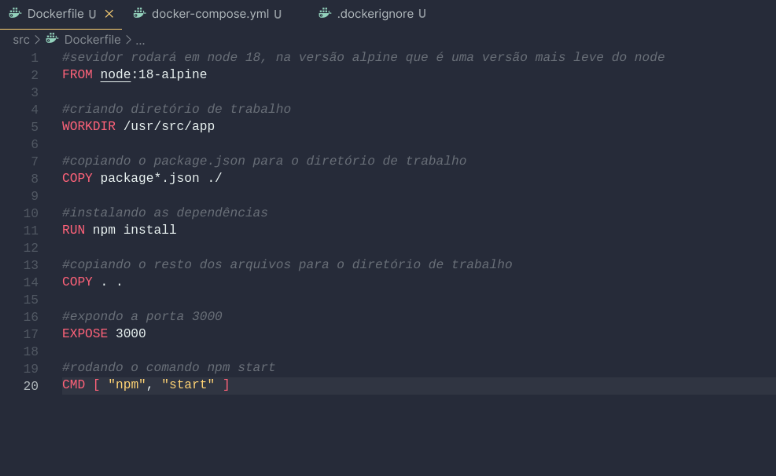 Dockerfile U docker-compose.yml U .dockerignore U
src > Dockerfile > ...
1 #sevidor rodará em node 18, na versão alpine que é uma versão mais leve do node
2 FROM node:18-alpine
3
4 #criando diretório de trabalho
5 WORKDIR /usr/src/app
6
7 #copiando o package.json para o diretório de trabalho
8 COPY package*.json ./
9
10 #instalando as dependências
11 RUN npm install
12
13 #copiando o resto dos arquivos para o diretório de trabalho
14 COPY . .
15
16 #expondo a porta 3000
17 EXPOSE 3000
18
19 #rodando o comando npm start
20 CMD [ "npm", "start" ]